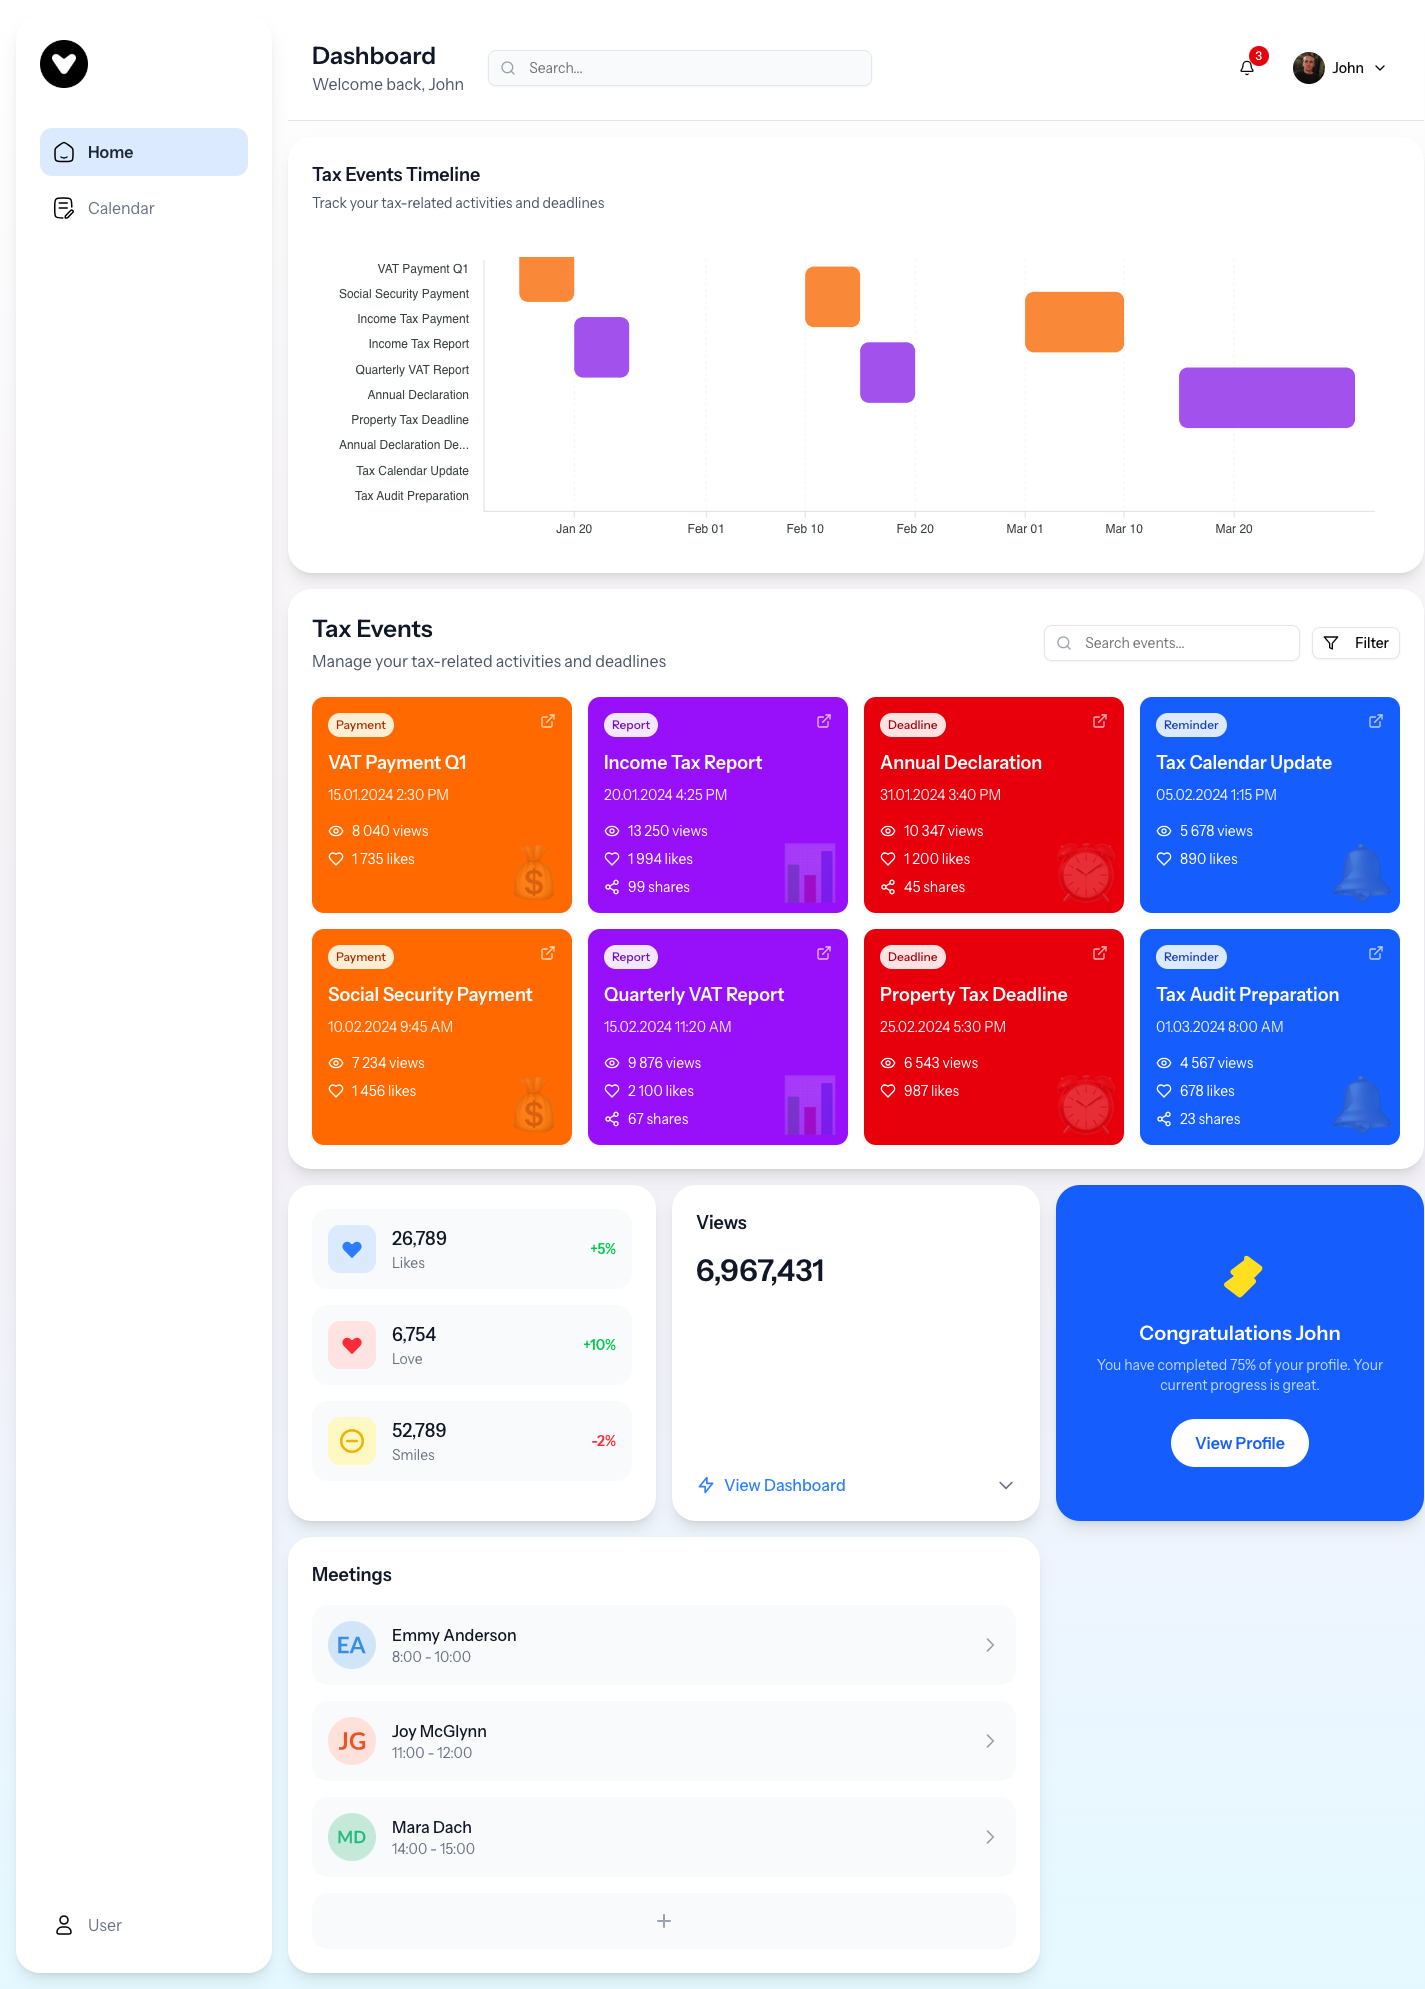 Dashboard
Welcome back, John
Search...
3
John
Home
Calendar
User
Tax Events Timeline
Track your tax-related activities and deadlines
VAT Payment Q1
Social Security Payment
Income Tax Payment
Income Tax Report
Quarterly VAT Report
Annual Declaration
Property Tax Deadline
Annual Declaration De...
Tax Calendar Update
Tax Audit Preparation
Jan 20
Feb 01
Feb 10
Feb 20
Mar 01
Mar 10
Mar 20
Tax Events
Manage your tax-related activities and deadlines
Search events...
Filter
Payment
VAT Payment Q1
15.01.2024 2:30 PM
8 040 views
1 735 likes
Report
Income Tax Report
20.01.2024 4:25 PM
13 250 views
1 994 likes
99 shares
Deadline
Annual Declaration
31.01.2024 3:40 PM
10 347 views
1 200 likes
45 shares
Reminder
Tax Calendar Update
05.02.2024 1:15 PM
5 678 views
890 likes
Payment
Social Security Payment
10.02.2024 9:45 AM
7 234 views
1 456 likes
Report
Quarterly VAT Report
15.02.2024 11:20 AM
9 876 views
2 100 likes
67 shares
Deadline
Property Tax Deadline
25.02.2024 5:30 PM
6 543 views
987 likes
Reminder
Tax Audit Preparation
01.03.2024 8:00 AM
4 567 views
678 likes
23 shares
26,789
Likes
+5%
6,754
Love
+10%
52,789
Smiles
-2%
Views
6,967,431
View Dashboard
Congratulations John
You have completed 75% of your profile. Your
current progress is great.
View Profile
Meetings
EA
Emmy Anderson
8:00 - 10:00
JG
Joy McGlynn
11:00 - 12:00
MD
Mara Dach
14:00 - 15:00